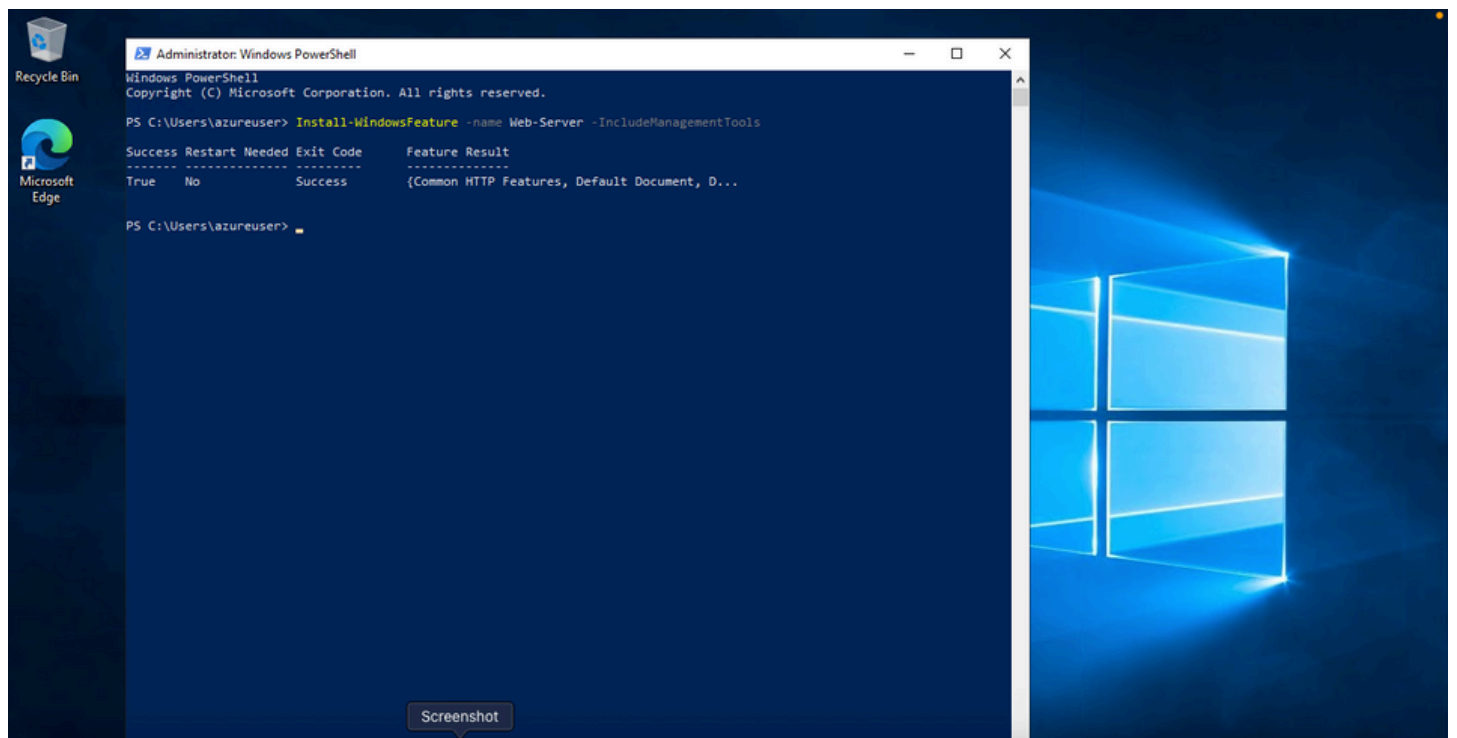 Recycle Bin
Microsoft
Edge
Administrator: Windows PowerShell
Windows PowerShell
Copyright (C) Microsoft Corporation. All rights reserved.
PS C:\Users\azureuser> Install-WindowsFeature -name Web-Server -IncludeManagementTools
Success Restart Needed Exit Code      Feature Result
------- -------------- ---------      --------------
True    No             Success        {Common HTTP Features, Default Document, D...
PS C:\Users\azureuser>
Screenshot